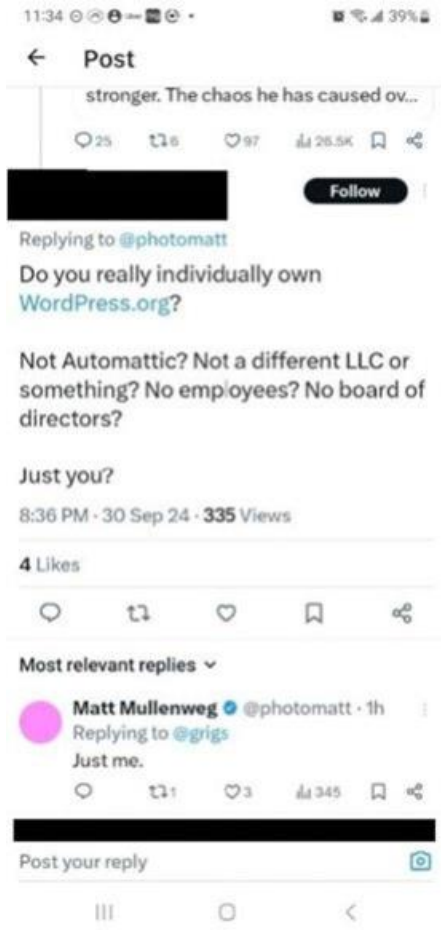 11:34
39%
Post
stronger. The chaos he has caused ov...
25 6 97 26.5K
Follow
Replying to @photomatt
Do you really individually own
WordPress.org?
Not Automattic? Not a different LLC or
something? No employees? No board of
directors?
Just you?
8:36 PM · 30 Sep 24 · 335 Views
4 Likes
Most relevant replies
Matt Mullenweg @photomatt · 1h
Replying to @grigs
Just me.
1 3 345
Post your reply